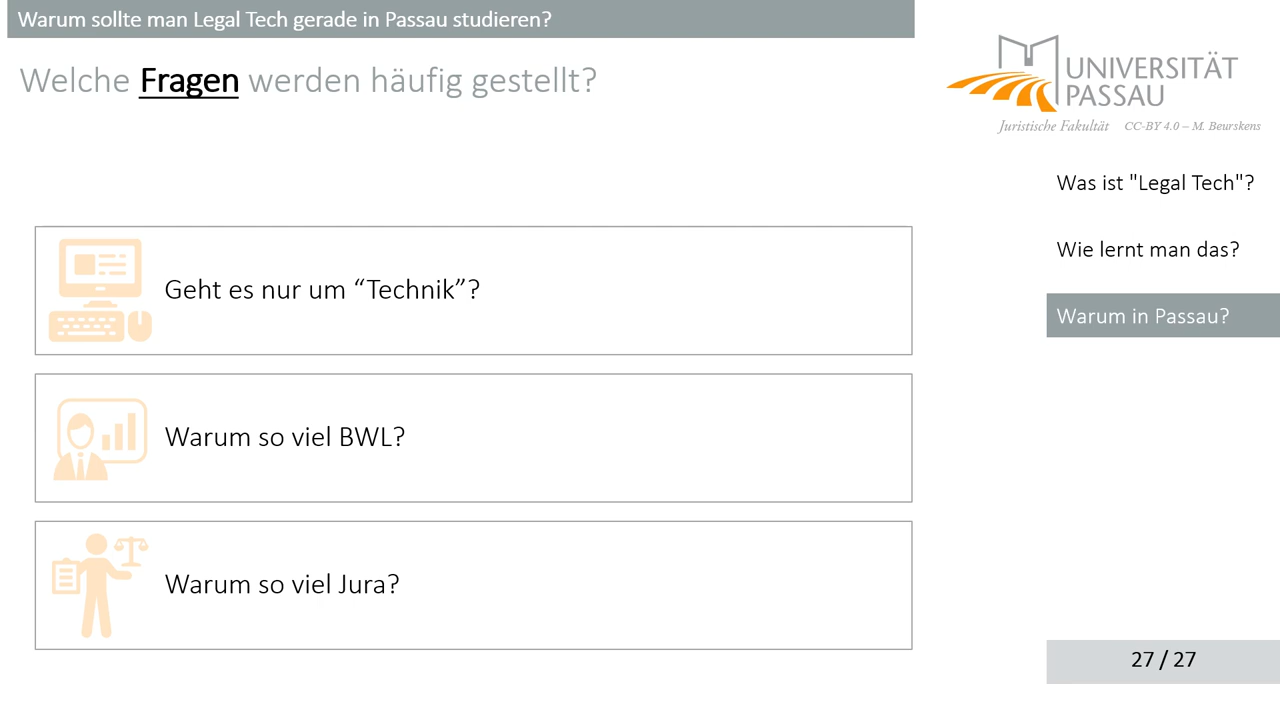 Warum sollte man Legal Tech gerade in Passau studieren?
Welche Fragen werden häufig gestellt?
UNIVERSITÄT
PASSAU
Juristische Fakultät CC-BY 4.0 – M. Beurskens
Was ist "Legal Tech"?
Wie lernt man das?
Warum in Passau?
Geht es nur um “Technik”?
Warum so viel BWL?
Warum so viel Jura?
27 / 27